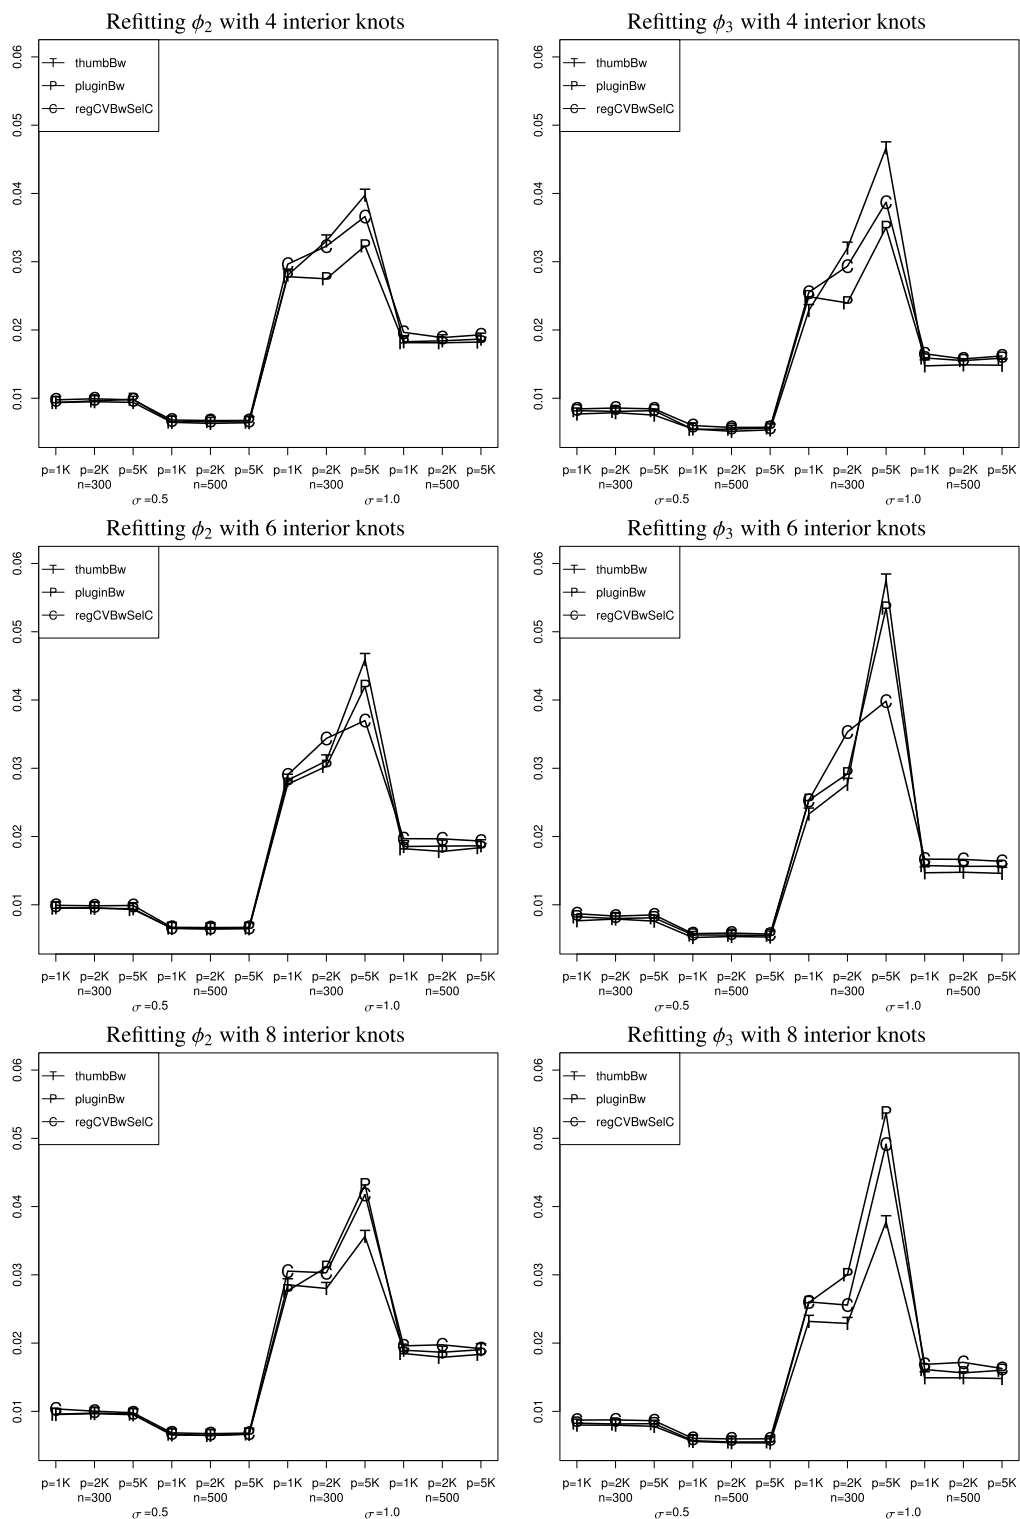 Refitting ϕ2 with 4 interior knots
0.06
0.05
0.04
0.03
0.02
0.01
thumbBw
pluginBw
regCVBwSelC
p=1K p=2K p=5K p=1K p=2K p=5K p=1K p=2K p=5K p=1K p=2K p=5K
n=300 n=500 n=300 n=500
σ=0.5 σ=1.0
Refitting ϕ3 with 4 interior knots
0.06
0.05
0.04
0.03
0.02
0.01
thumbBw
pluginBw
regCVBwSelC
p=1K p=2K p=5K p=1K p=2K p=5K p=1K p=2K p=5K p=1K p=2K p=5K
n=300 n=500 n=300 n=500
σ=0.5 σ=1.0
Refitting ϕ2 with 6 interior knots
0.06
0.05
0.04
0.03
0.02
0.01
thumbBw
pluginBw
regCVBwSelC
p=1K p=2K p=5K p=1K p=2K p=5K p=1K p=2K p=5K p=1K p=2K p=5K
n=300 n=500 n=300 n=500
σ=0.5 σ=1.0
Refitting ϕ3 with 6 interior knots
0.06
0.05
0.04
0.03
0.02
0.01
thumbBw
pluginBw
regCVBwSelC
p=1K p=2K p=5K p=1K p=2K p=5K p=1K p=2K p=5K p=1K p=2K p=5K
n=300 n=500 n=300 n=500
σ=0.5 σ=1.0
Refitting ϕ2 with 8 interior knots
0.06
0.05
0.04
0.03
0.02
0.01
thumbBw
pluginBw
regCVBwSelC
p=1K p=2K p=5K p=1K p=2K p=5K p=1K p=2K p=5K p=1K p=2K p=5K
n=300 n=500 n=300 n=500
σ=0.5 σ=1.0
Refitting ϕ3 with 8 interior knots
0.06
0.05
0.04
0.03
0.02
0.01
thumbBw
pluginBw
regCVBwSelC
p=1K p=2K p=5K p=1K p=2K p=5K p=1K p=2K p=5K p=1K p=2K p=5K
n=300 n=500 n=300 n=500
σ=0.5 σ=1.0